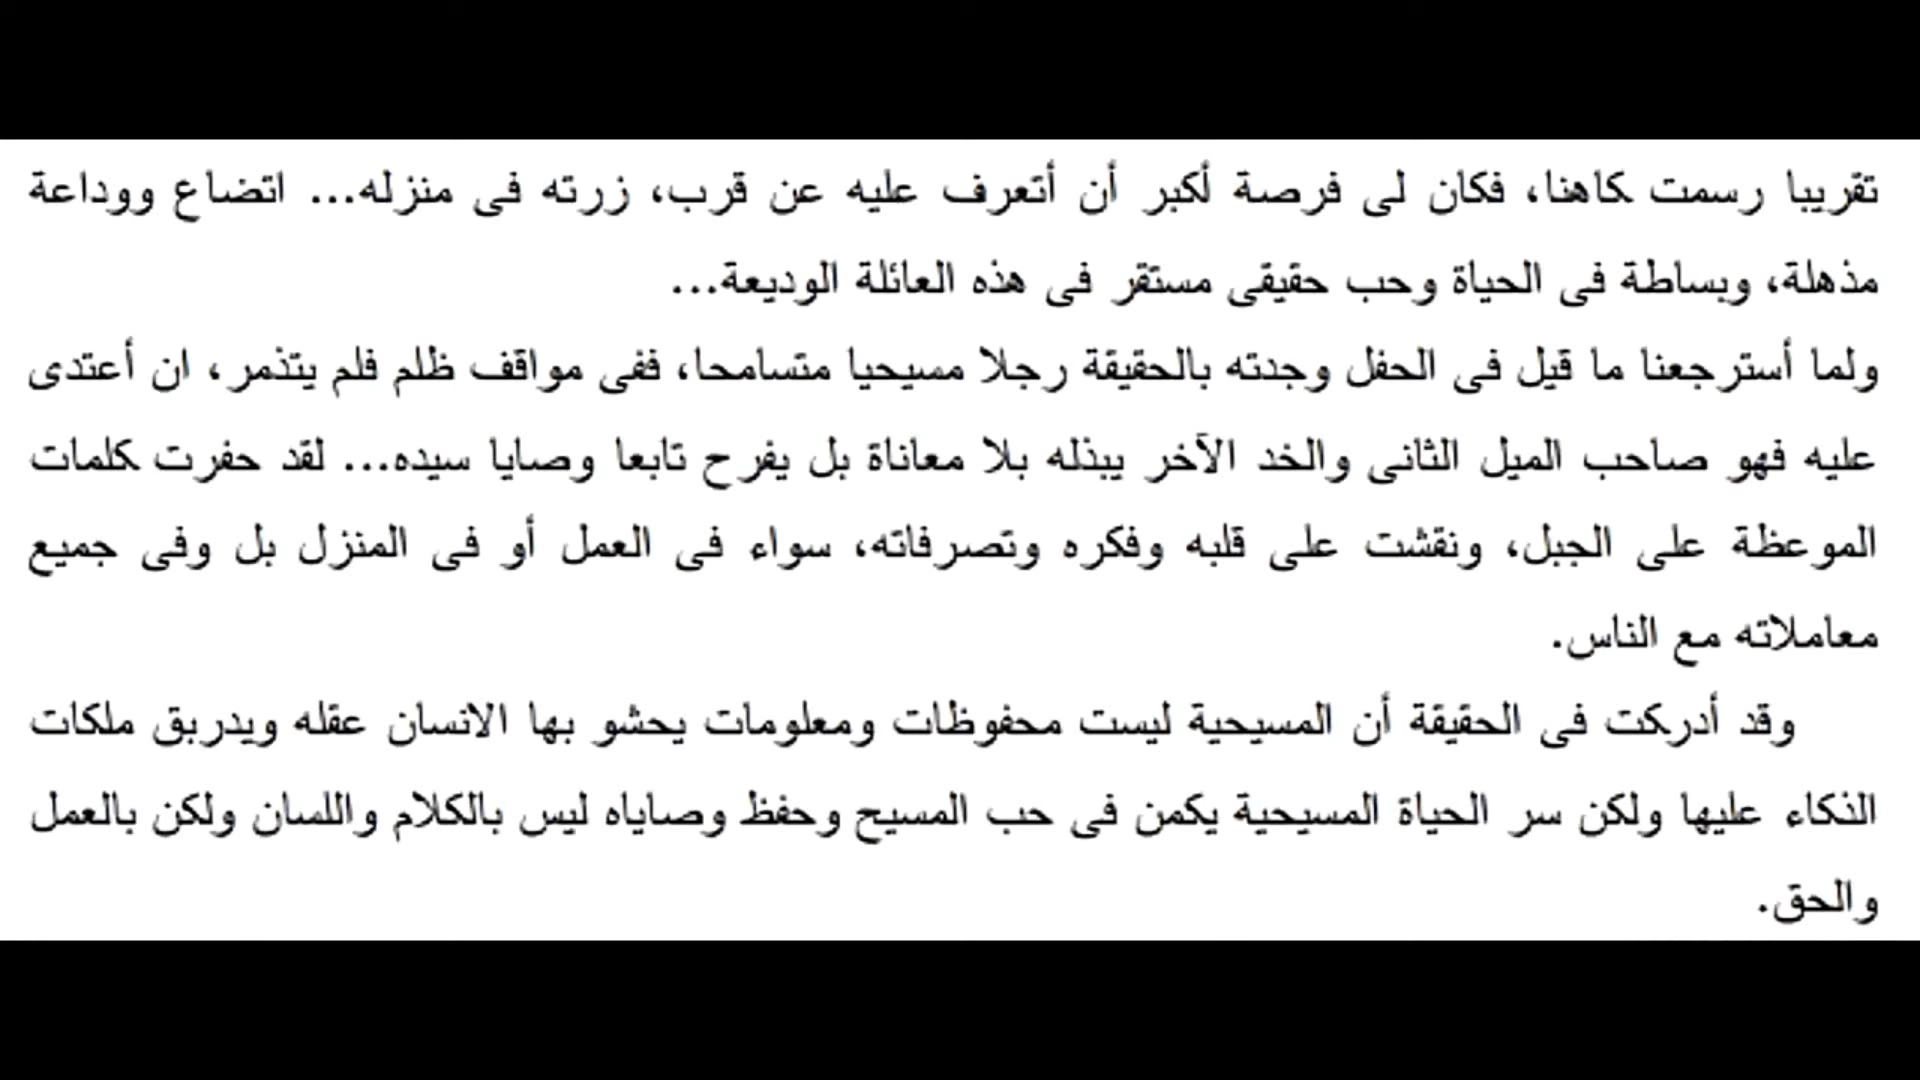 تقريبا رسمت كاهنا، فكان لى فرصة لأكبر أن أتعرف عليه عن قرب، زرته فى منزله... اتضاع ووداعة
مذهلة، وبساطة فى الحياة وحب حقيقى مستقر فى هذه العائلة الوديعة...
ولما أسترجعنا ما قيل فى الحفل وجدته بالحقيقة رجلا مسيحيا متسامحا، ففى مواقف ظلم فلم يتذمر، ان أعتدى
عليه فهو صاحب الميل الثانى والخد الآخر يبذله بلا معاناة بل يفرح تابعا وصايا سيده... لقد حفرت كلمات
الموعظة على الجبل، ونقشت على قلبه وفكره وتصرفاته، سواء فى العمل أو فى المنزل بل وفى جميع
معاملاته مع الناس.
وقد أدركت فى الحقيقة أن المسيحية ليست محفوظات ومعلومات يحشو بها الانسان عقله ويدربق ملكات
الذكاء عليها ولكن سر الحياة المسيحية يكمن فى حب المسيح وحفظ وصاياه ليس بالكلام واللسان ولكن بالعمل
والحق.